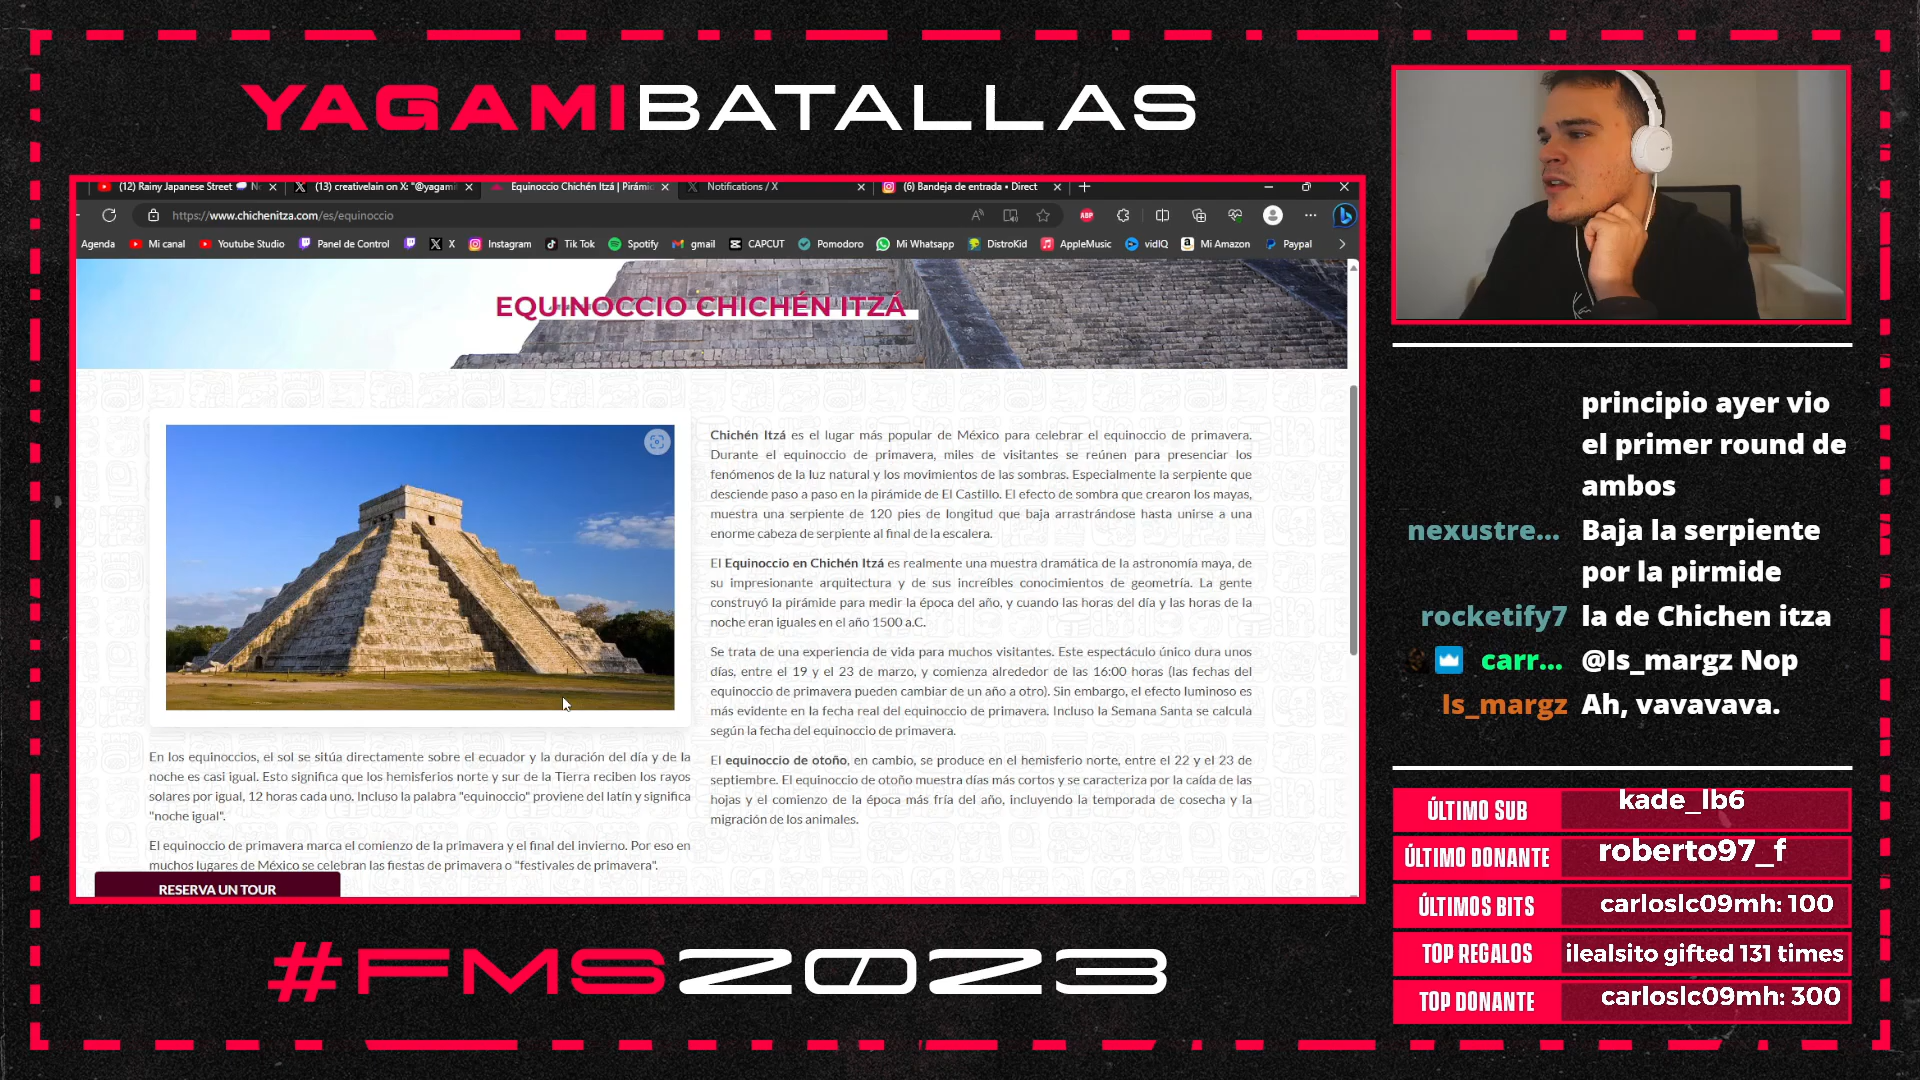 YAGAMIBATALLAS
(12) Rainy Japanese Street
(13) creativelain on X: "@yagami
Equinoccio Chichén Itzá | Pirámic
Notifications / X
(6) Bandeja de entrada • Direct
https://www.chichenitza.com/es/equinoccio
ABP
Agenda
Mi canal
Youtube Studio
Panel de Control
X
Instagram
Tik Tok
Spotify
gmail
CAPCUT
Pomodoro
Mi Whatsapp
DistroKid
AppleMusic
vidIQ
Mi Amazon
Paypal
EQUINOCCIO CHICHÉN ITZÁ
Chichén Itzá es el lugar más popular de México para celebrar el equinoccio de primavera.
Durante el equinoccio de primavera, miles de visitantes se reúnen para presenciar los
fenómenos de la luz natural y los movimientos de las sombras. Especialmente la serpiente que
desciende paso a paso en la pirámide de El Castillo. El efecto de sombra que crearon los mayas,
muestra una serpiente de 120 pies de longitud que baja arrastrándose hasta unirse a una
enorme cabeza de serpiente al final de la escalera.
El Equinoccio en Chichén Itzá es realmente una muestra dramática de la astronomía maya, de
su impresionante arquitectura y de sus increíbles conocimientos de geometría. La gente
construyó la pirámide para medir la época del año, y cuando las horas del día y las horas de la
noche eran iguales en el año 1500 a.C.
Se trata de una experiencia de vida para muchos visitantes. Este espectáculo único dura unos
días, entre el 19 y el 23 de marzo, y comienza alrededor de las 16:00 horas (las fechas del
equinoccio de primavera pueden cambiar de un año a otro). Sin embargo, el efecto luminoso es
más evidente en la fecha real del equinoccio de primavera. Incluso la Semana Santa se calcula
según la fecha del equinoccio de primavera.
El equinoccio de otoño, en cambio, se produce en el hemisferio norte, entre el 22 y el 23 de
septiembre. El equinoccio de otoño muestra días más cortos y se caracteriza por la caída de las
hojas y el comienzo de la época más fría del año, incluyendo la temporada de cosecha y la
migración de los animales.
En los equinoccios, el sol se sitúa directamente sobre el ecuador y la duración del día y de la
noche es casi igual. Esto significa que los hemisferios norte y sur de la Tierra reciben los rayos
solares por igual, 12 horas cada uno. Incluso la palabra "equinoccio" proviene del latín y significa
"noche igual".
El equinoccio de primavera marca el comienzo de la primavera y el final del invierno. Por eso en
muchos lugares de México se celebran las fiestas de primavera o "festivales de primavera".
RESERVA UN TOUR
#FMS2023
principio ayer vio
el primer round de
ambos
nexustre... Baja la serpiente
por la pirmide
rocketify7 la de Chichen itza
carr... @ls_margz Nop
ls_margz Ah, vavavava.
ÚLTIMO SUB kade_lb6
ÚLTIMO DONANTE roberto97_f
ÚLTIMOS BITS carloslc09mh: 100
TOP REGALOS ilealsito gifted 131 times
TOP DONANTE carloslc09mh: 300